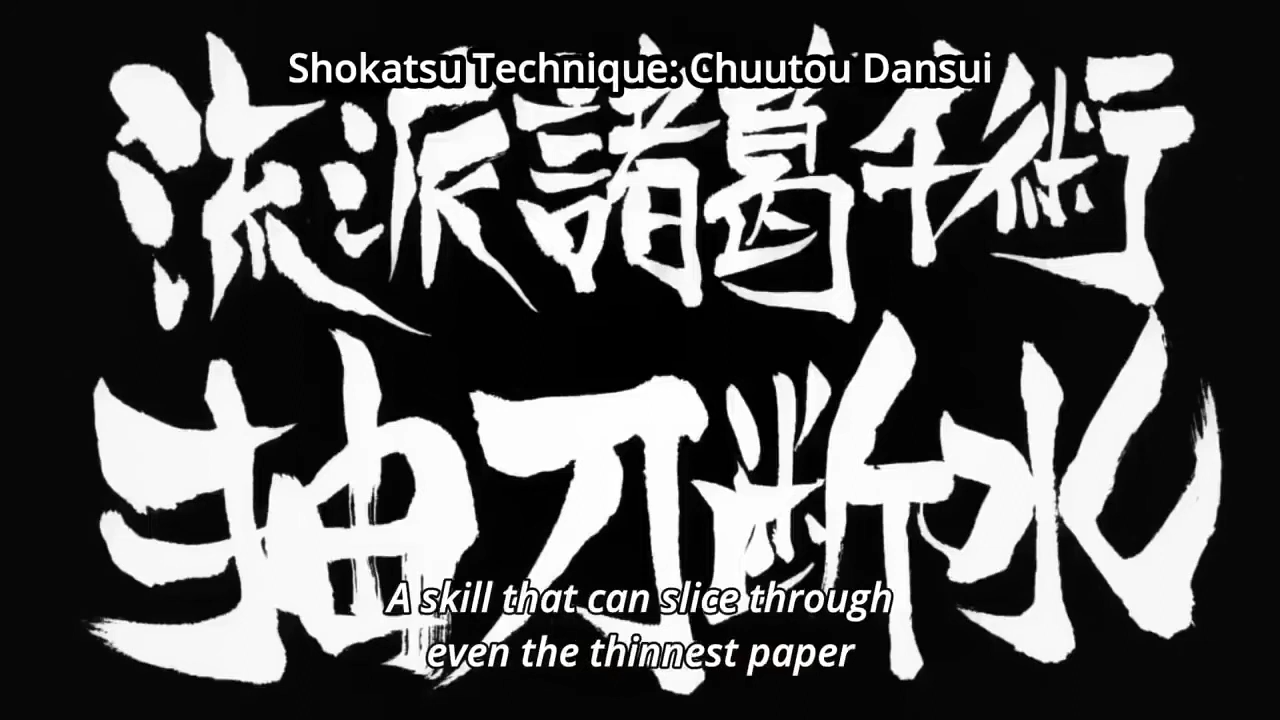 Shokatsu Technique: Chuutou Dansui
流派諸葛千術
抽刀断水
A skill that can slice through
even the thinnest paper